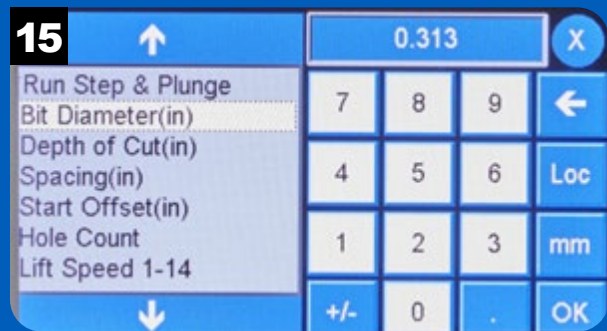 15
0.313
X
Run Step & Plunge
Bit Diameter(in)
Depth of Cut(in)
Spacing(in)
Start Offset(in)
Hole Count
Lift Speed 1-14
7 8 9
4 5 6 Loc
1 2 3 mm
+/- 0 . OK